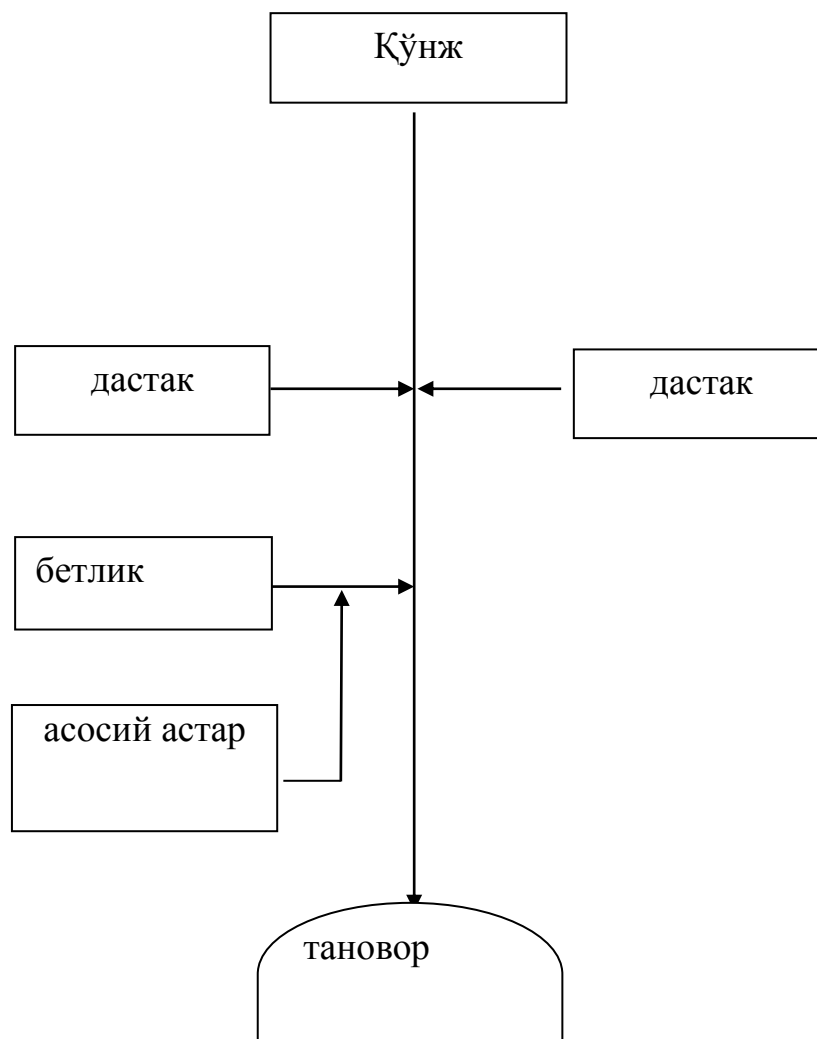 Қўнж
дастак
дастак
бетлик
асосий астар
тановор